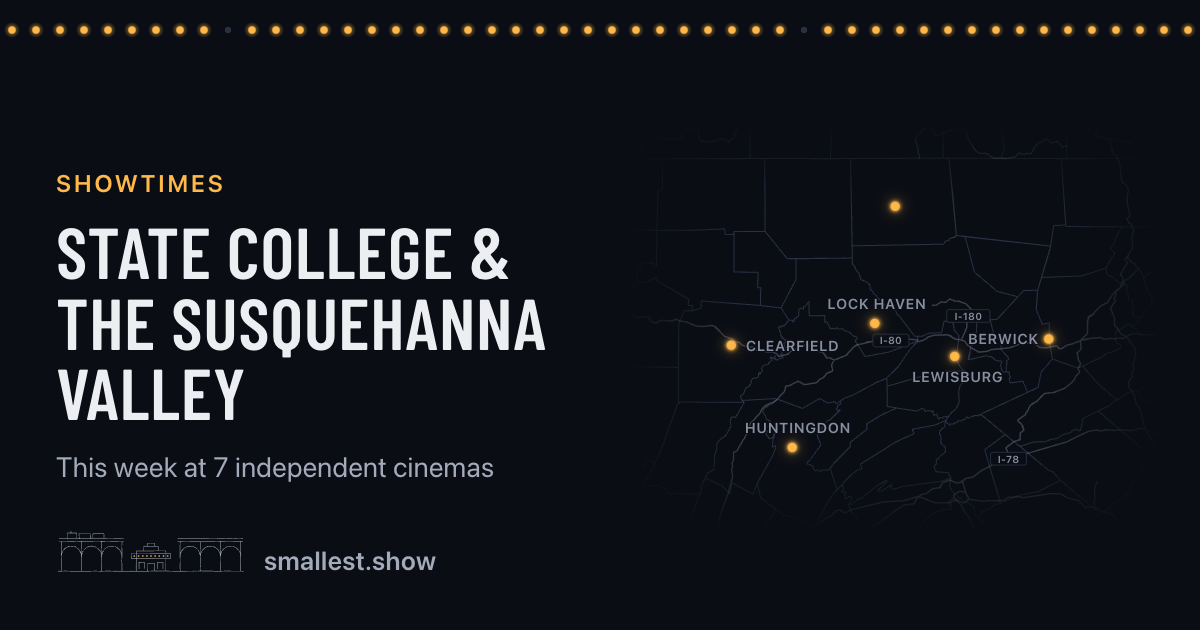 SHOWTIMES
STATE COLLEGE &
THE SUSQUEHANNA
VALLEY
This week at 7 independent cinemas
smallest.show
LOCK HAVEN
I-180
I-80
BERWICK
CLEARFIELD
LEWISBURG
HUNTINGDON
I-78